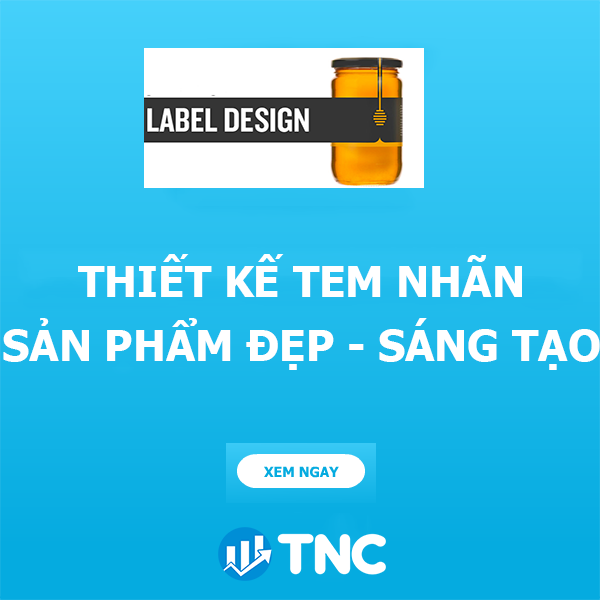 LABEL DESIGN
THIẾT KẾ TEM NHÃN
SẢN PHẨM ĐẸP - SÁNG TẠO
XEM NGAY
TNC